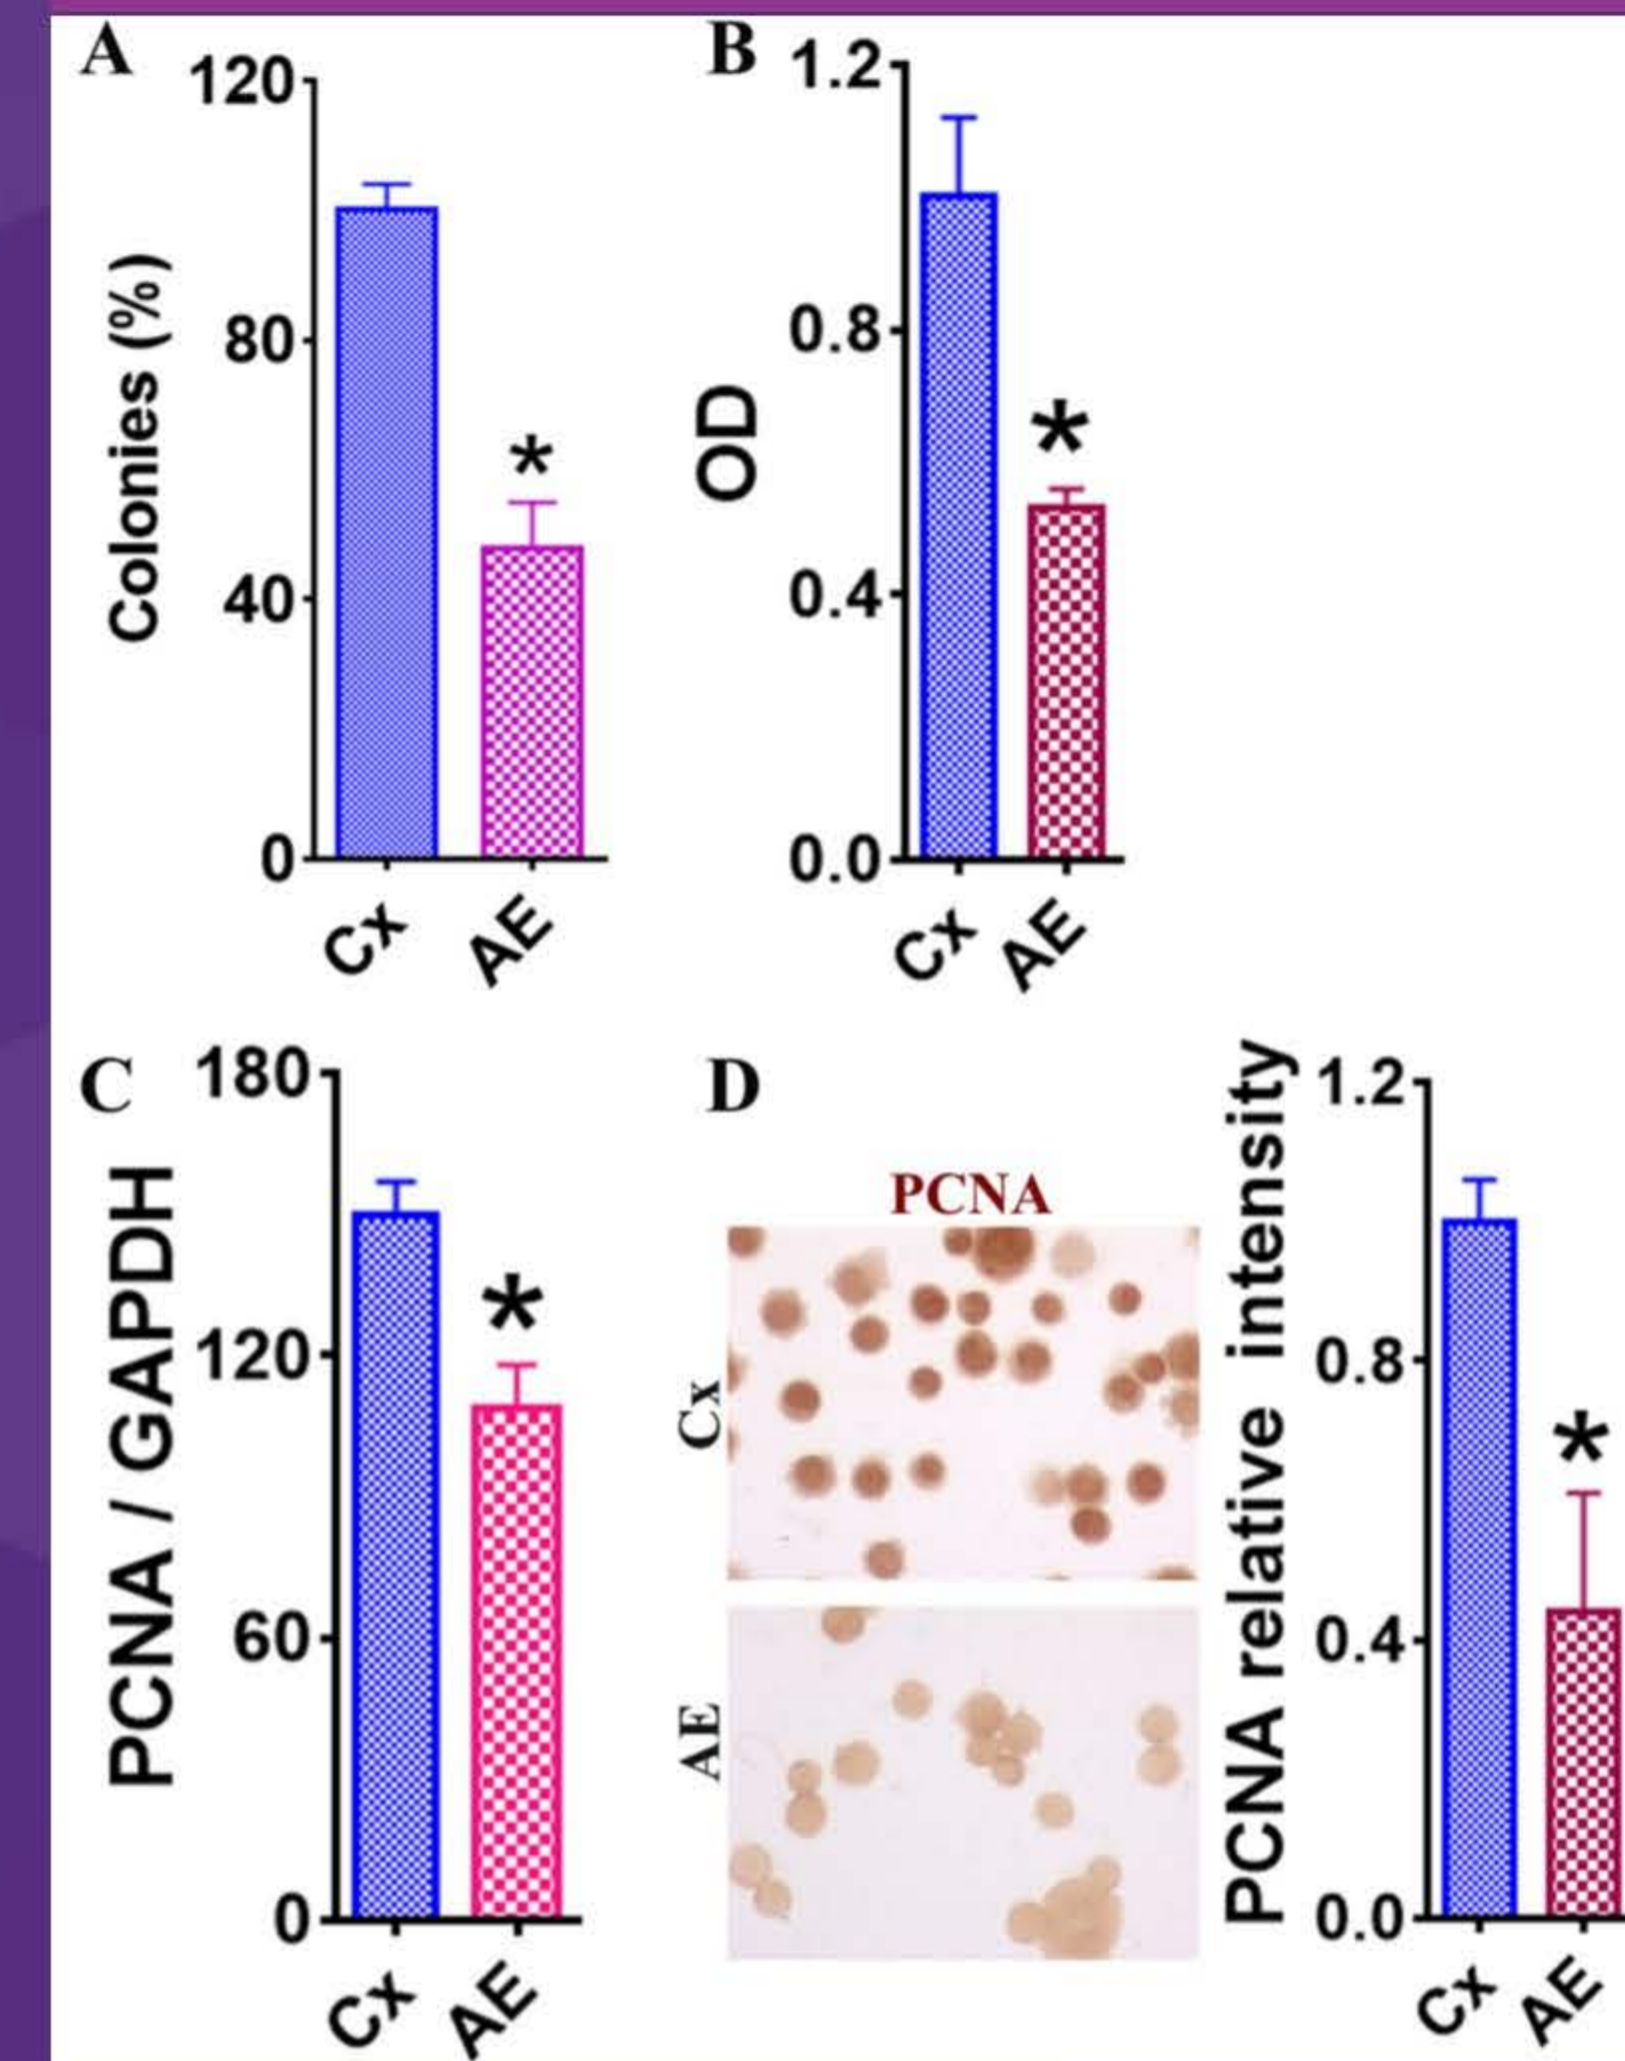 A
120
80
40
0
Colonies (%)
*
Cx
AE
B
1.2
0.8
0.4
0.0
OD
*
Cx
AE
C
180
120
60
0
PCNA / GAPDH
*
Cx
AE
D
PCNA
Cx
AE
PCNA relative intensity
1.2
0.8
0.4
0.0
*
Cx
AE